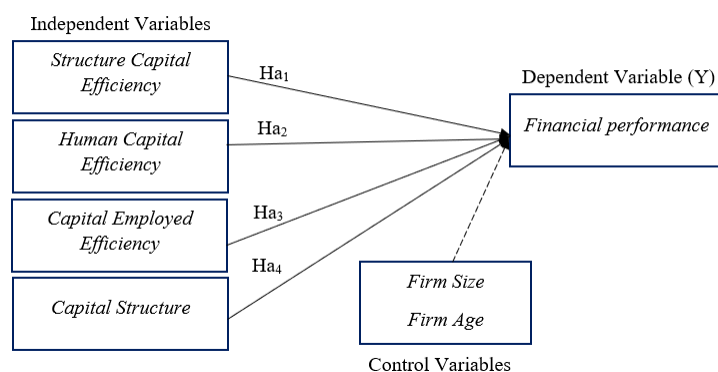 Independent Variables
Structure Capital
Efficiency
Ha1
Human Capital
Efficiency
Ha2
Capital Employed
Efficiency
Ha3
Capital Structure
Ha4
Dependent Variable (Y)
Financial performance
Firm Size
Firm Age
Control Variables